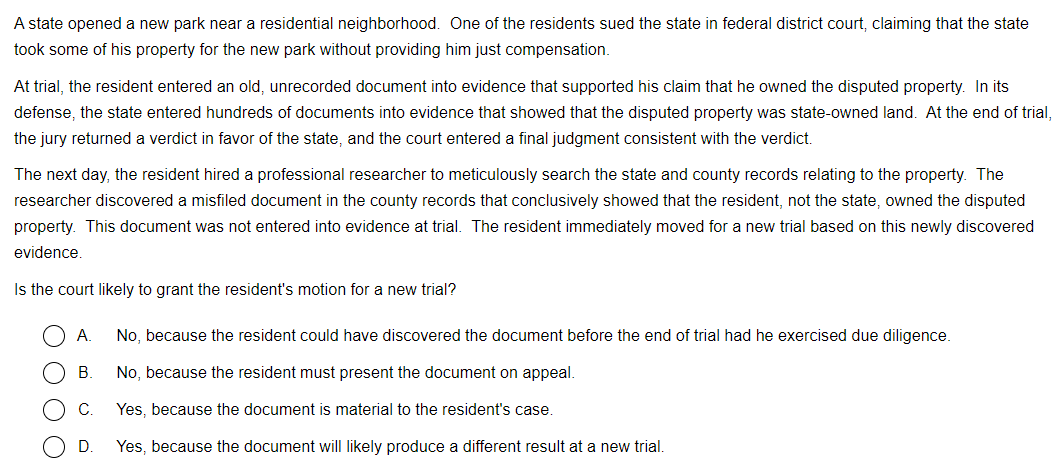 A state opened a new park near a residential neighborhood. One of the residents sued the state in federal district court, claiming that the state
took some of his property for the new park without providing him just compensation.
At trial, the resident entered an old, unrecorded document into evidence that supported his claim that he owned the disputed property. In its
defense, the state entered hundreds of documents into evidence that showed that the disputed property was state-owned land. At the end of trial,
the jury returned a verdict in favor of the state, and the court entered a final judgment consistent with the verdict.
The next day, the resident hired a professional researcher to meticulously search the state and county records relating to the property. The
researcher discovered a misfiled document in the county records that conclusively showed that the resident, not the state, owned the disputed
property. This document was not entered into evidence at trial. The resident immediately moved for a new trial based on this newly discovered
evidence.
Is the court likely to grant the resident's motion for a new trial?
A. No, because the resident could have discovered the document before the end of trial had he exercised due diligence.
B. No, because the resident must present the document on appeal.
C. Yes, because the document is material to the resident's case.
D. Yes, because the document will likely produce a different result at a new trial.